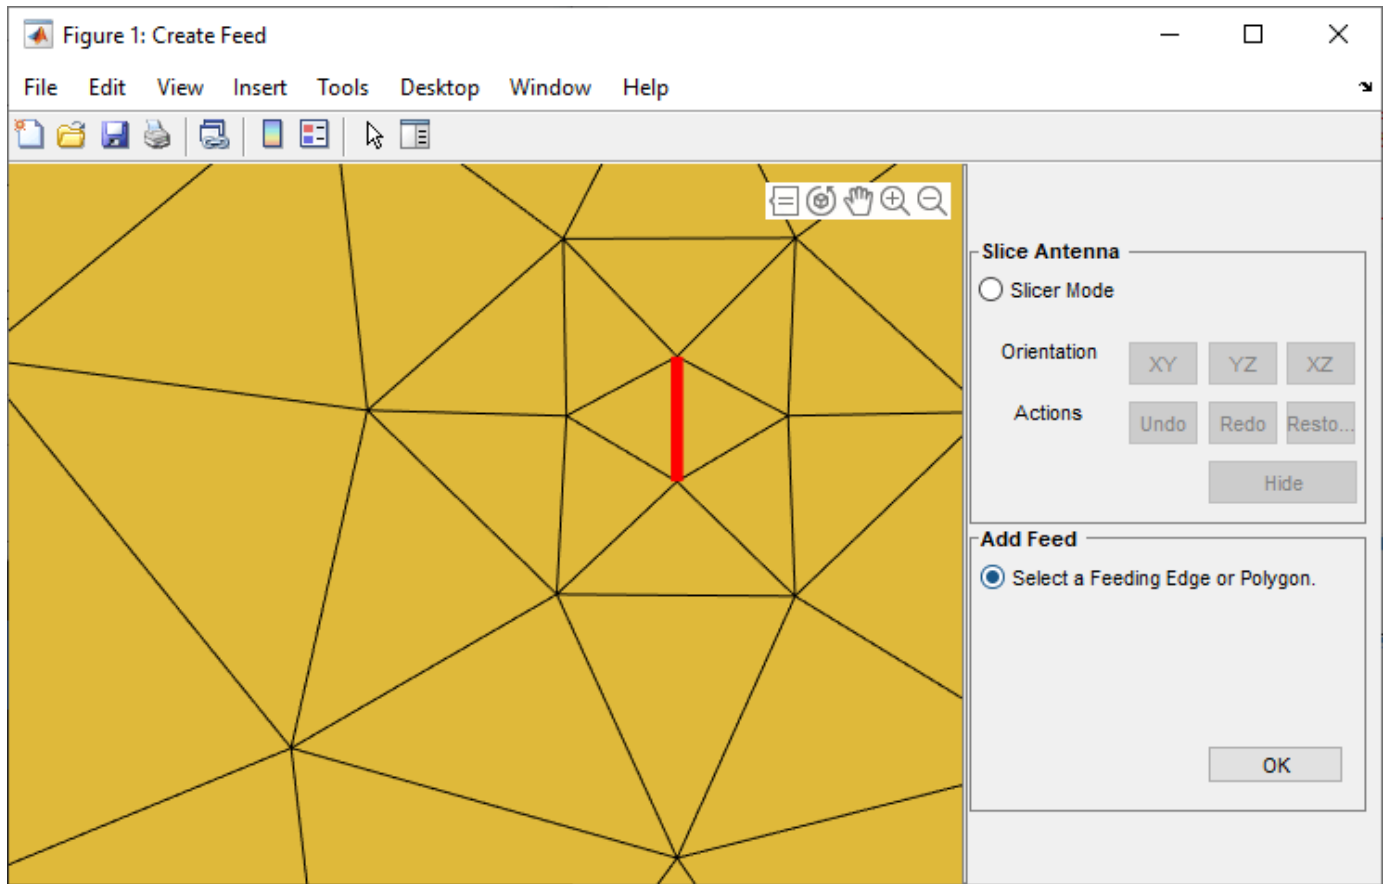 Figure 1: Create Feed
File Edit View Insert Tools Desktop Window Help
Slice Antenna
Slicer Mode
Orientation XY YZ XZ
Actions Undo Redo Resto...
Hide
Add Feed
Select a Feeding Edge or Polygon.
OK